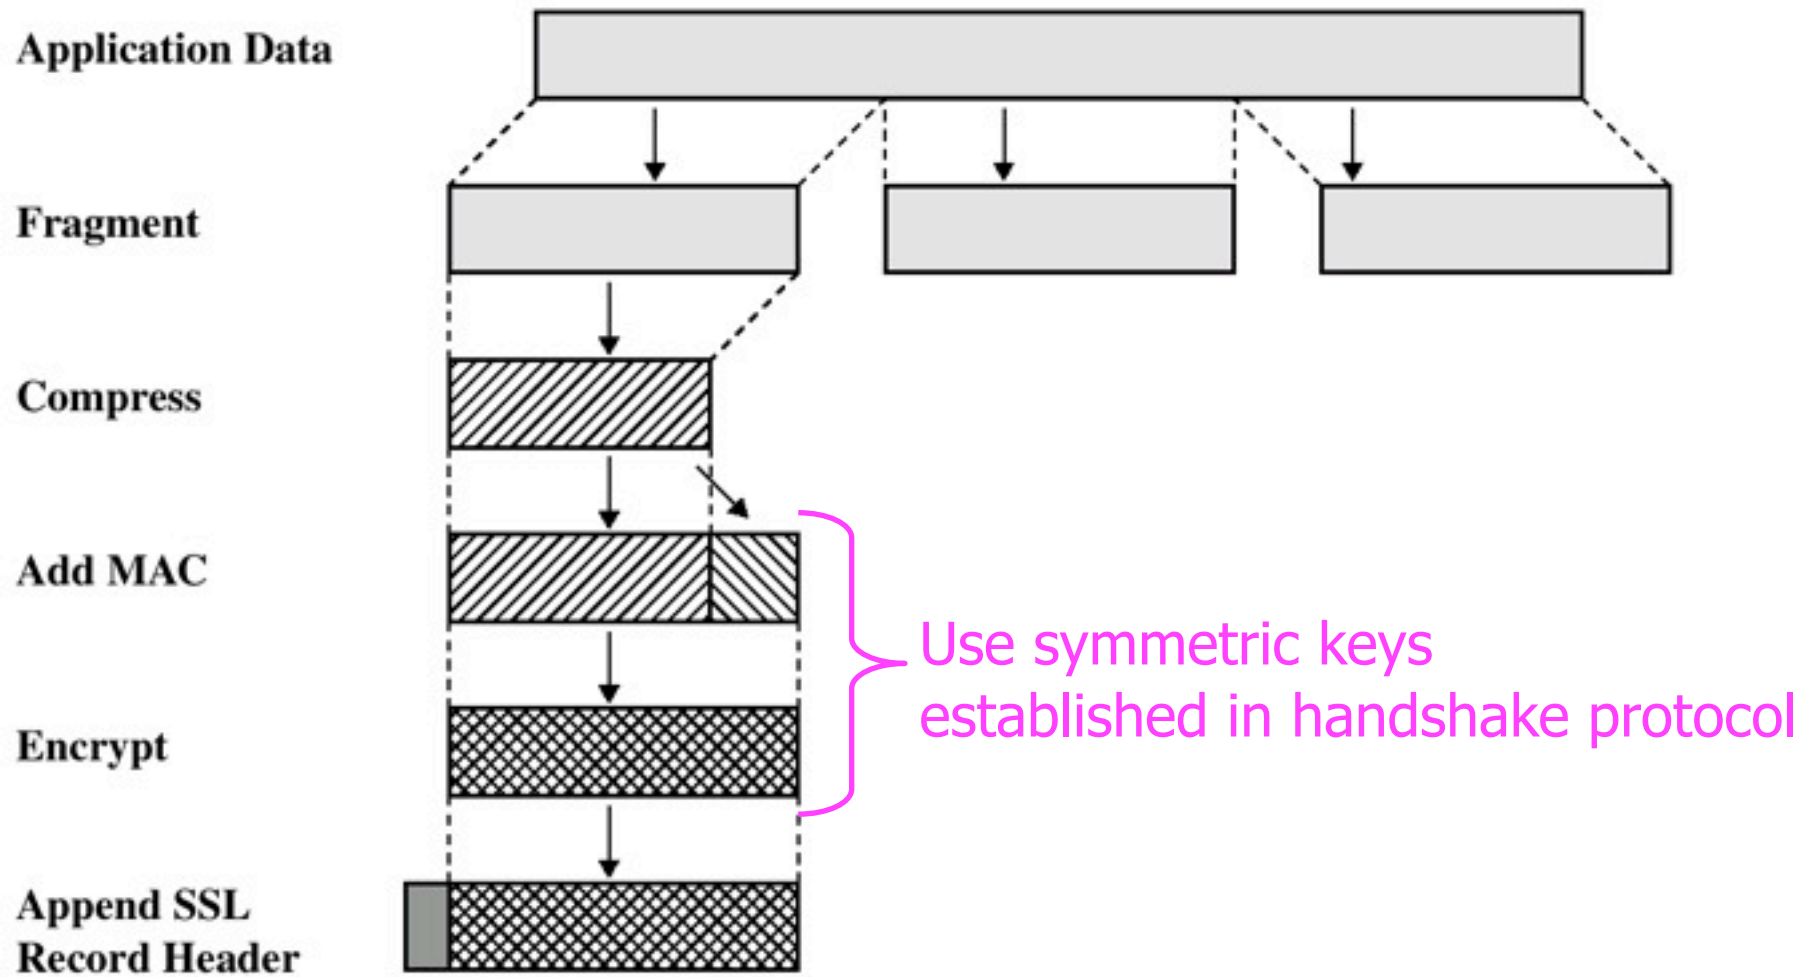 Application Data
Fragment
Compress
Add MAC
Use symmetric keys
established in handshake protocol
Encrypt
Append SSL
Record Header